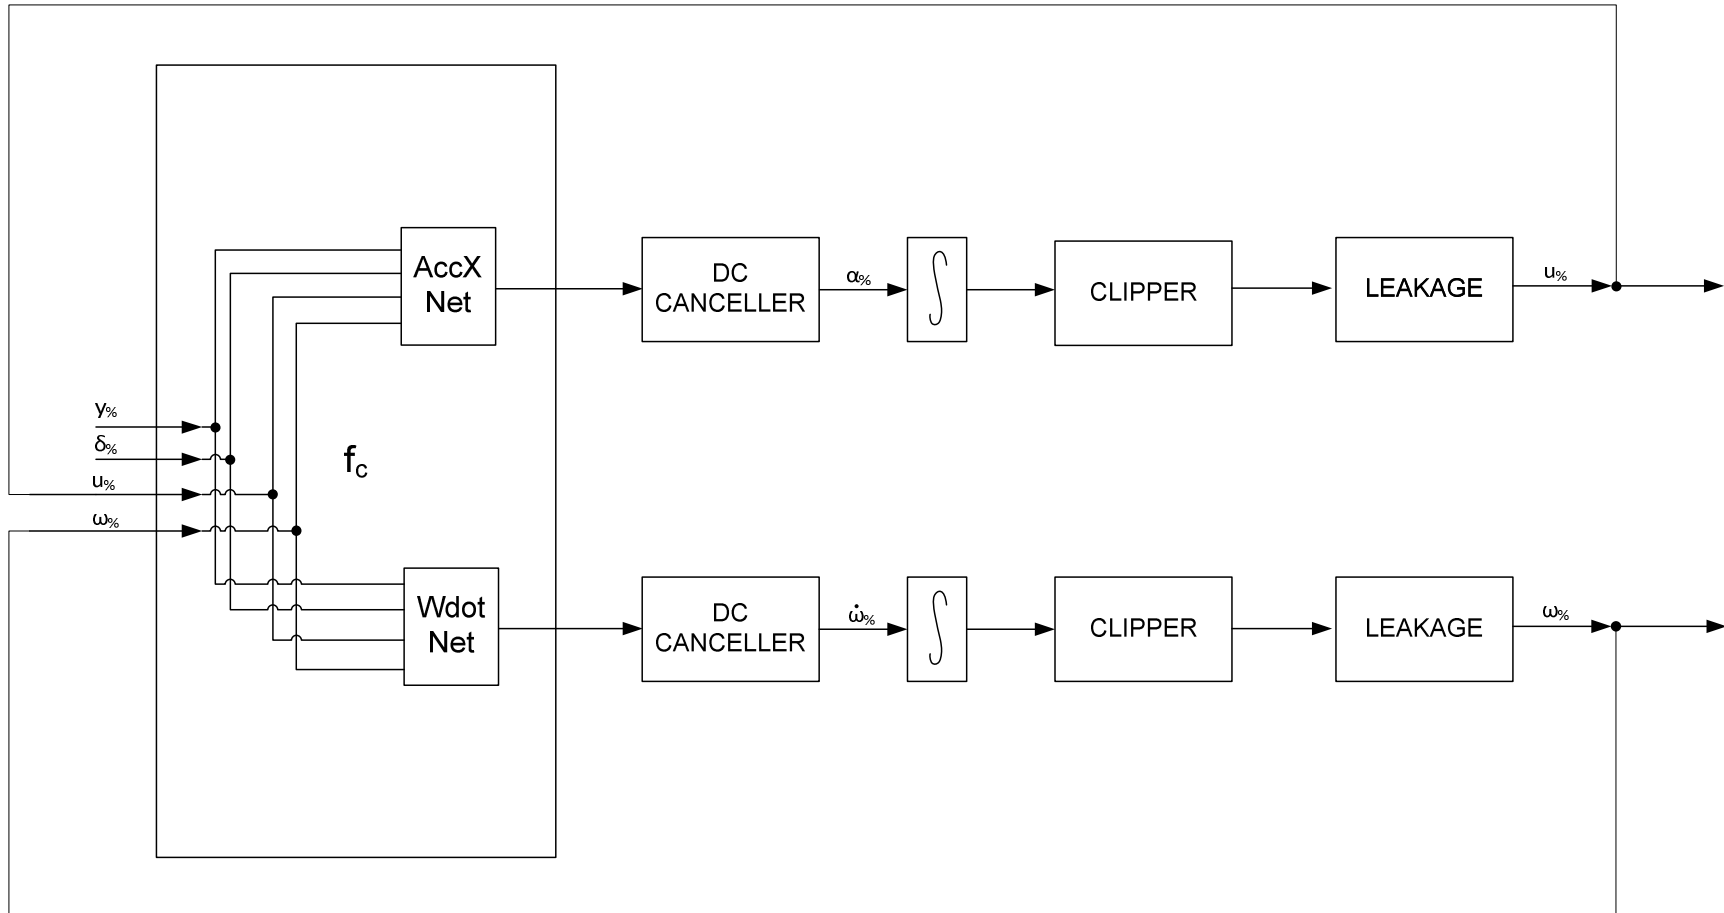 AccX
Net
DC
CANCELLER
α%
∫
CLIPPER
LEAKAGE
u%
γ%
δ%
u%
ω%
fc
Wdot
Net
DC
CANCELLER
ω̇%
∫
CLIPPER
LEAKAGE
ω%